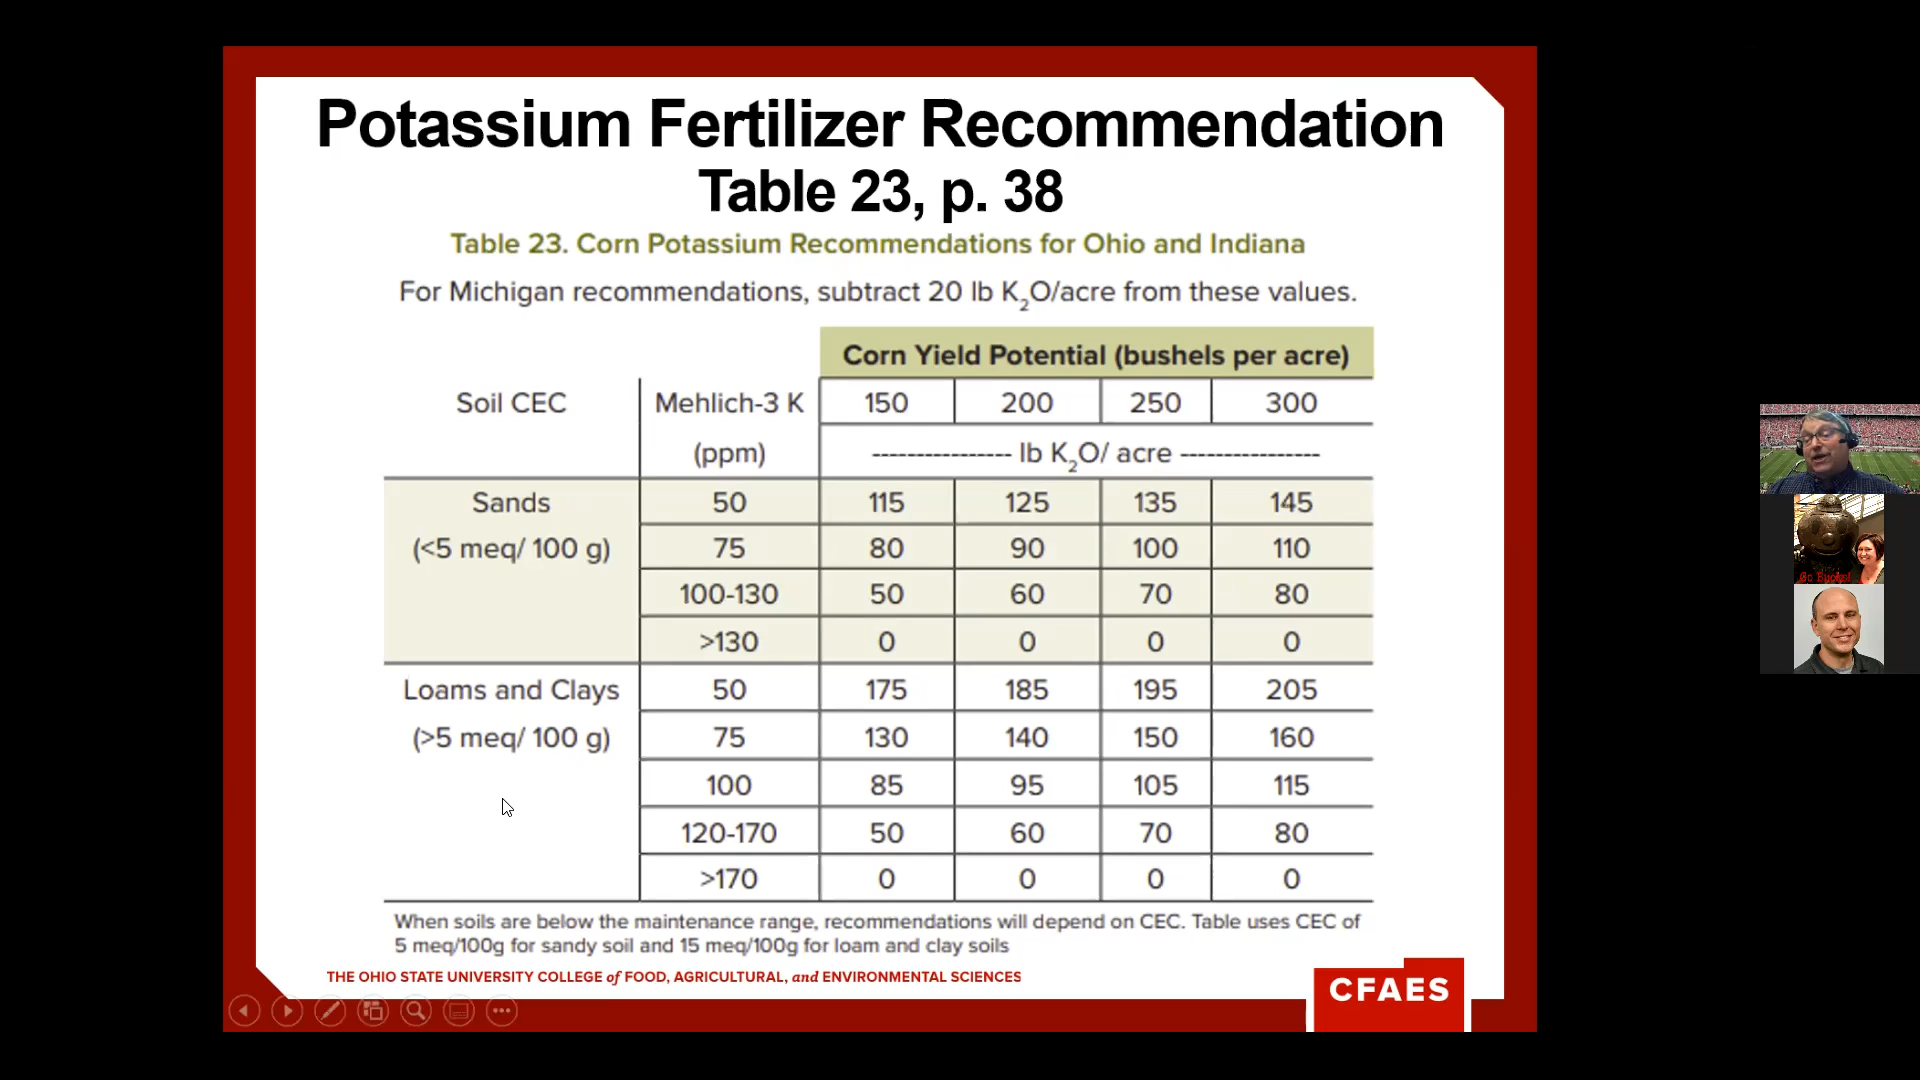 Potassium Fertilizer Recommendation
Table 23, p. 38
Table 23. Corn Potassium Recommendations for Ohio and Indiana
For Michigan recommendations, subtract 20 lb K₂O/acre from these values.
Corn Yield Potential (bushels per acre)
Soil CEC Mehlich-3 K 150 200 250 300
(ppm) ---------------- lb K₂O/ acre ----------------
Sands 50 115 125 135 145
(<5 meq/ 100 g) 75 80 90 100 110
100-130 50 60 70 80
>130 0 0 0 0
Loams and Clays 50 175 185 195 205
(>5 meq/ 100 g) 75 130 140 150 160
100 85 95 105 115
120-170 50 60 70 80
>170 0 0 0 0
When soils are below the maintenance range, recommendations will depend on CEC. Table uses CEC of
5 meq/100g for sandy soil and 15 meq/100g for loam and clay soils
THE OHIO STATE UNIVERSITY COLLEGE of FOOD, AGRICULTURAL, and ENVIRONMENTAL SCIENCES
CFAES
Go Bucks!